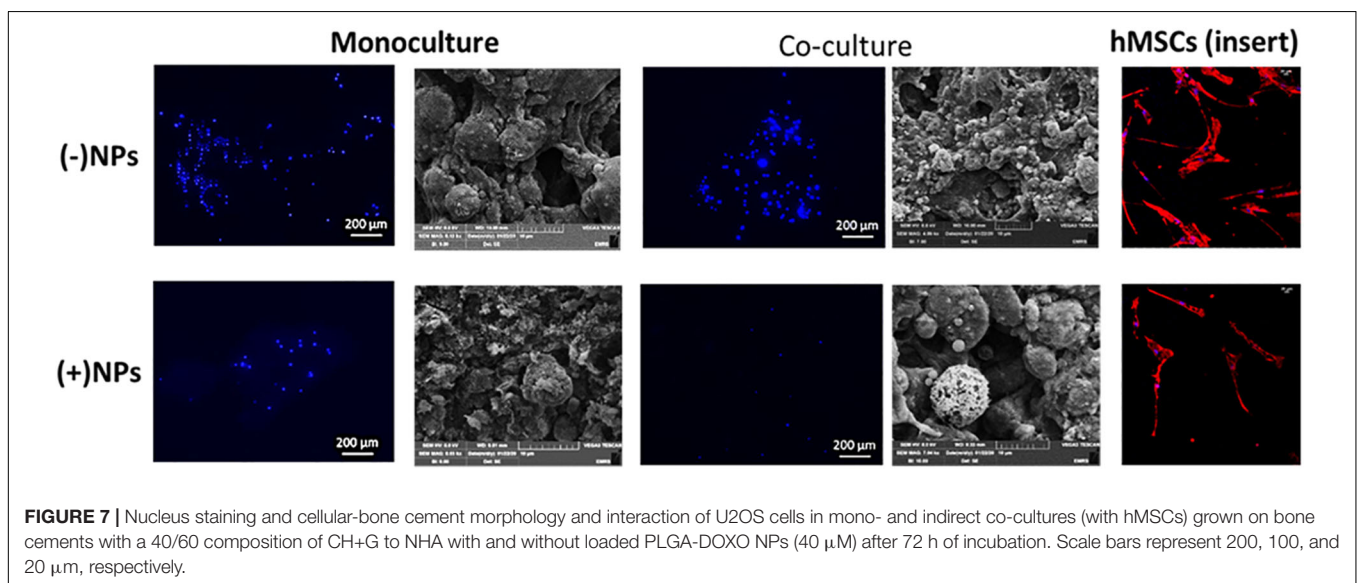 Monoculture
Co-culture
hMSCs (insert)
(-)NPs
200 µm
200 µm
(+)NPs
200 µm
200 µm
FIGURE 7 | Nucleus staining and cellular-bone cement morphology and interaction of U2OS cells in mono- and indirect co-cultures (with hMSCs) grown on bone
cements with a 40/60 composition of CH+G to NHA with and without loaded PLGA-DOXO NPs (40 µM) after 72 h of incubation. Scale bars represent 200, 100, and
20 µm, respectively.